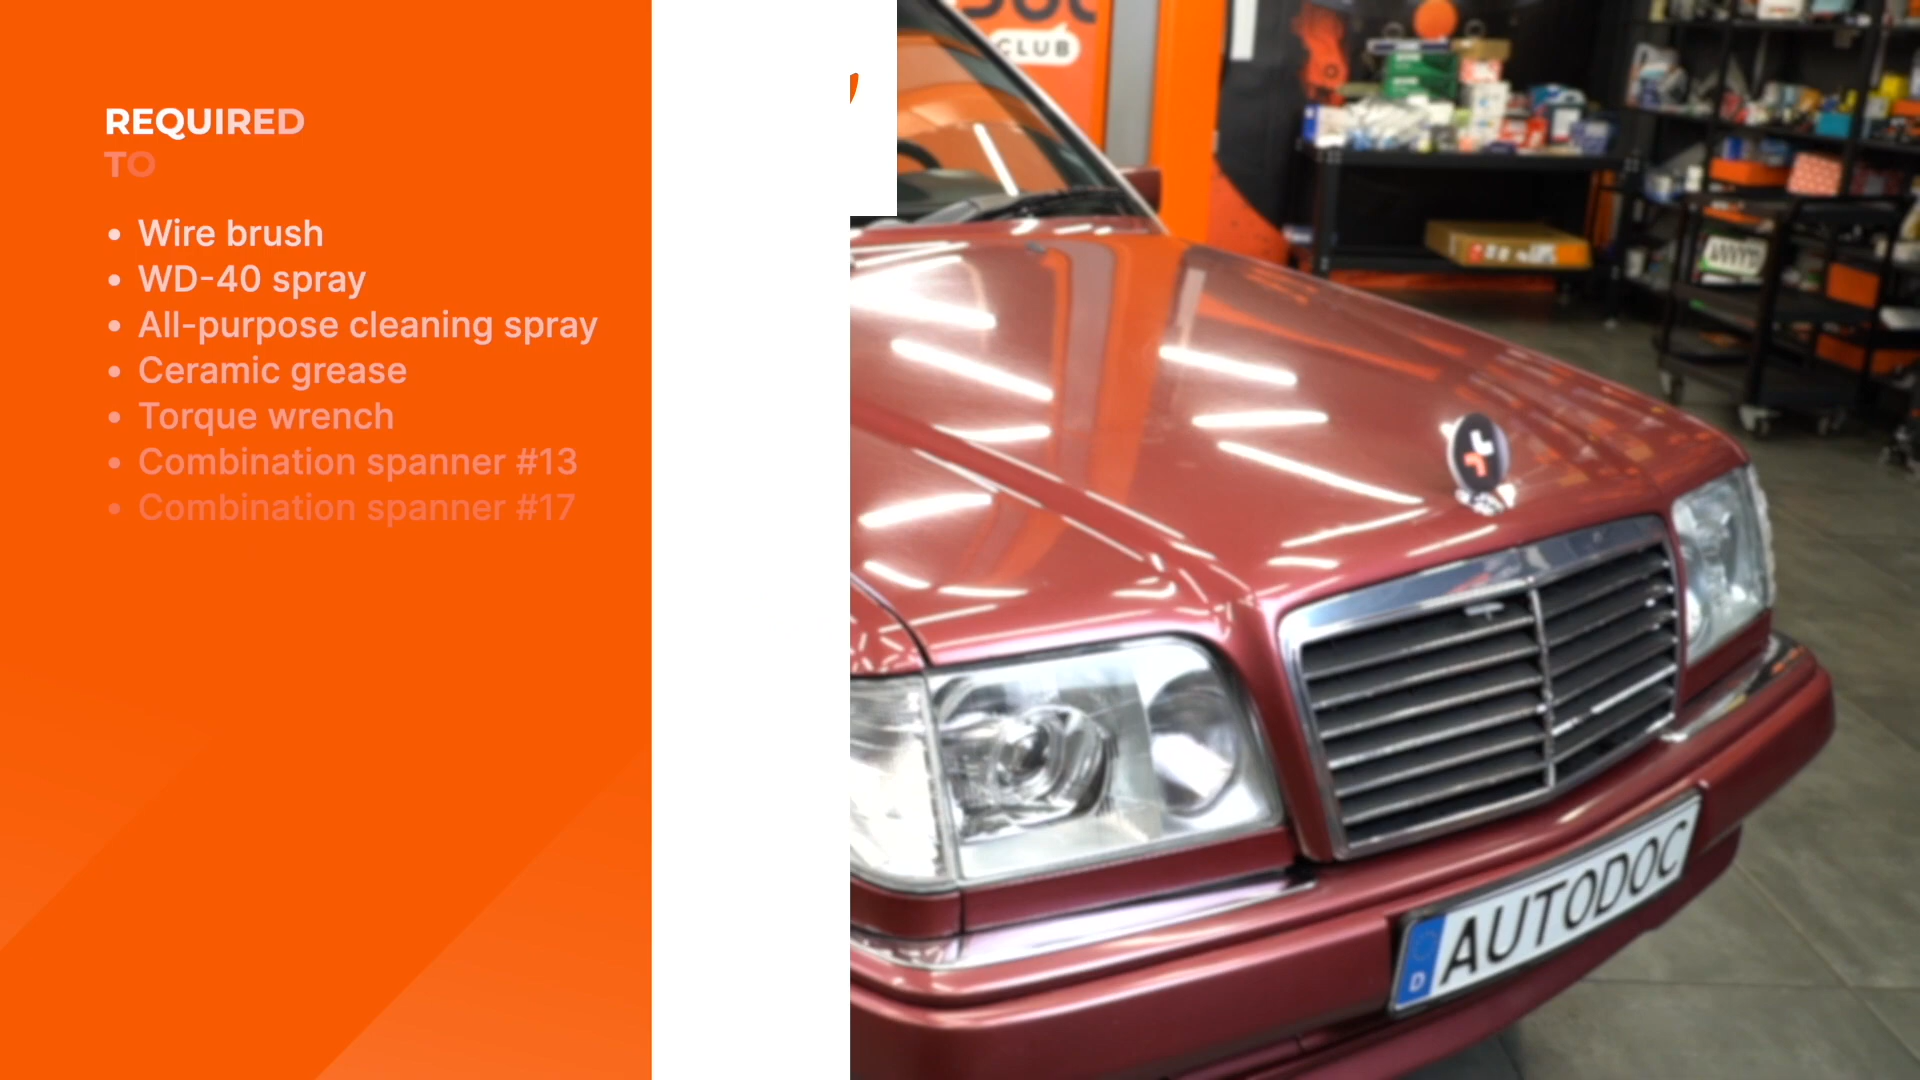 REQUIRED
TO
• Wire brush
• WD-40 spray
• All-purpose cleaning spray
• Ceramic grease
• Torque wrench
• Combination spanner #13
• Combination spanner #17
CLUB
D
AUTODOC